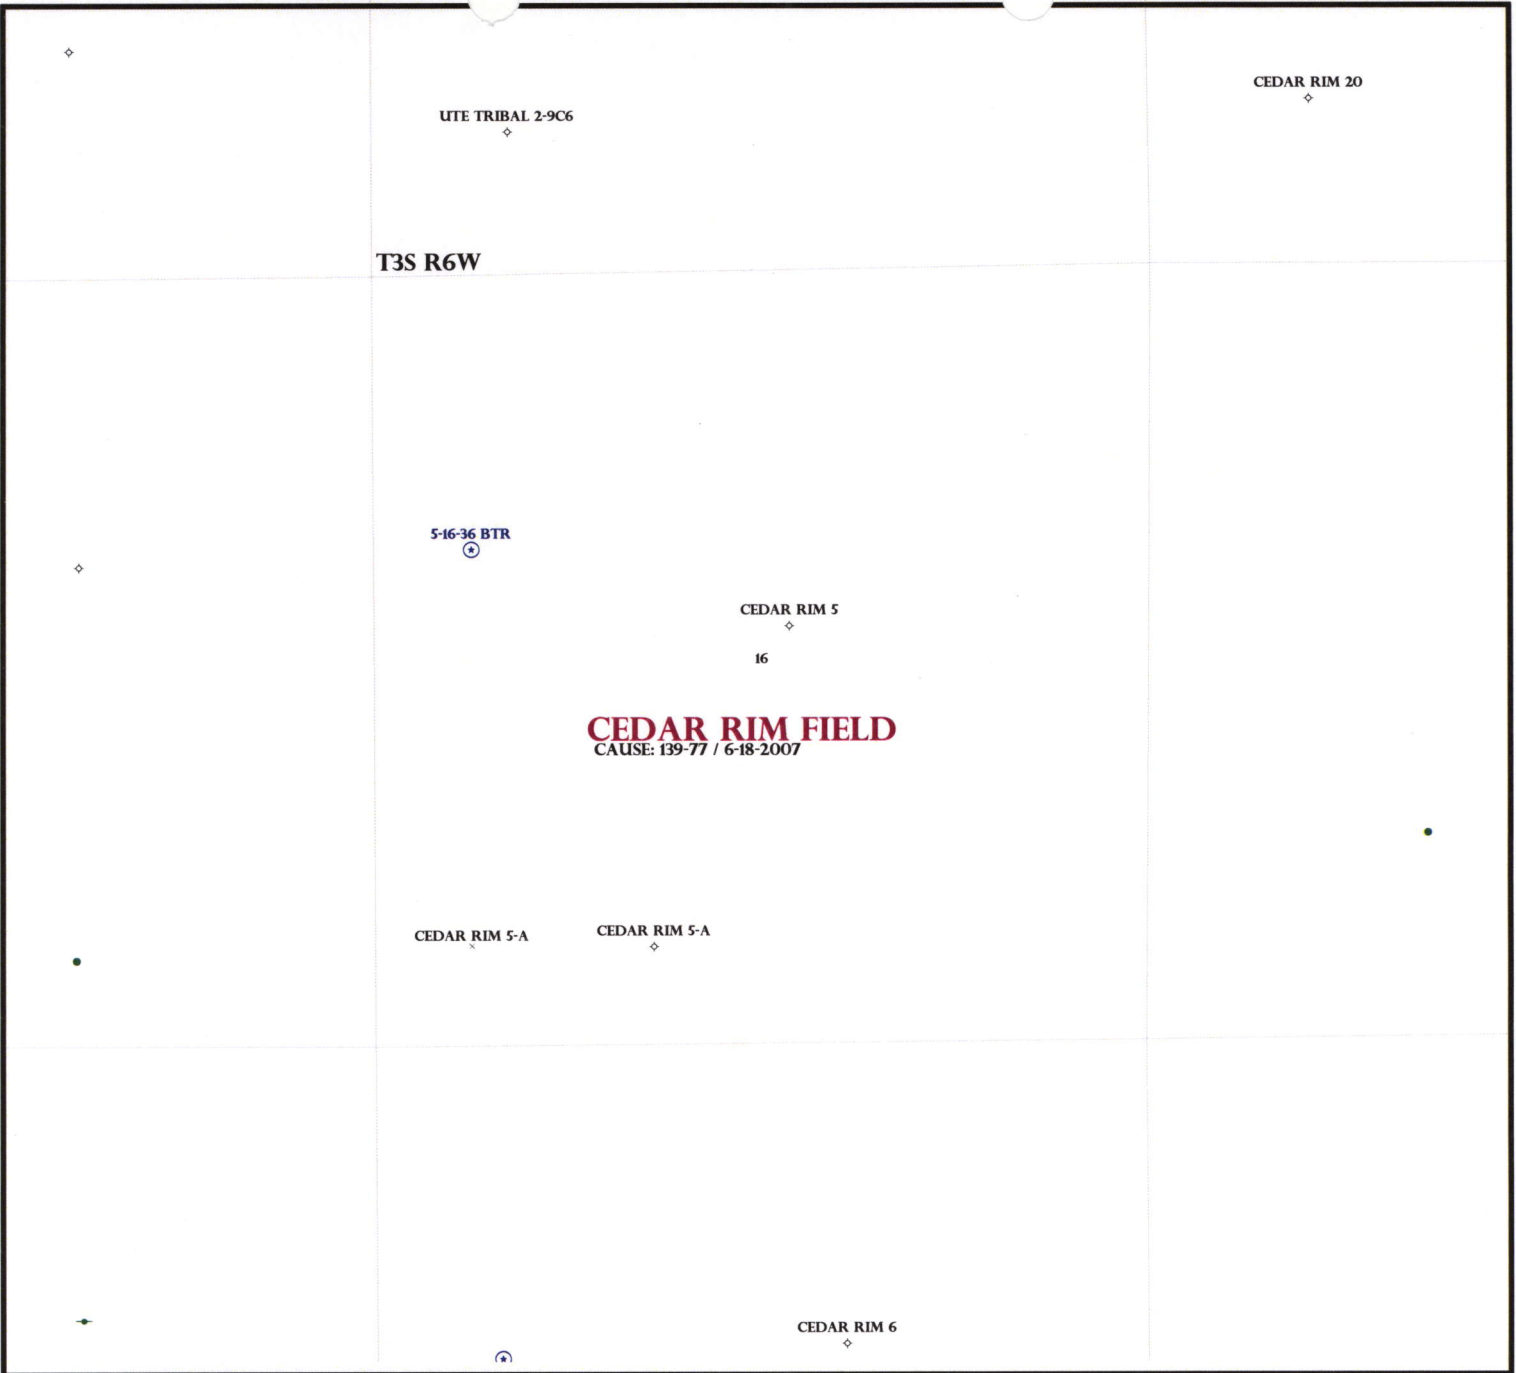 CEDAR RIM 20
UTE TRIBAL 2-9C6
T3S R6W
5-16-36 BTR
CEDAR RIM 5
16
CEDAR RIM FIELD
CAUSE: 139-77 / 6-18-2007
CEDAR RIM 5-A
CEDAR RIM 5-A
CEDAR RIM 6